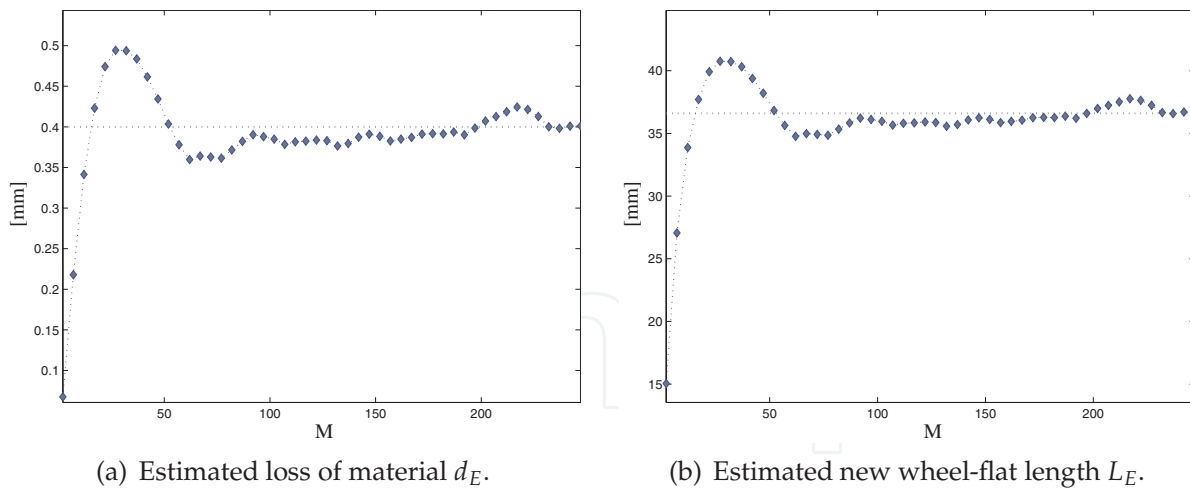 0.5
0.45
0.4
0.35
0.3
0.25
0.2
0.15
0.1
[mm]
50 100 150 200
M
(a) Estimated loss of material d_E.
40
35
30
25
20
15
[mm]
50 100 150 200
M
(b) Estimated new wheel-flat length L_E.